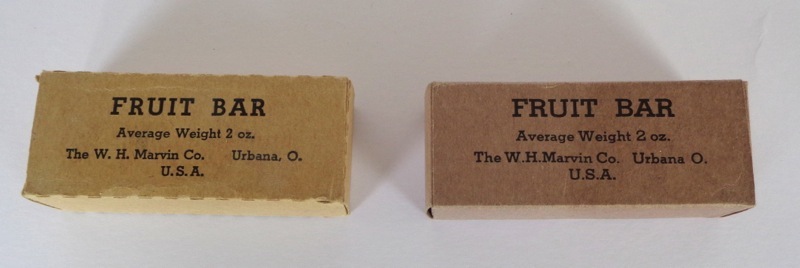 FRUIT BAR
Average Weight 2 oz.
The W. H. Marvin Co. Urbana, O.
U.S.A.
FRUIT BAR
Average Weight 2 oz.
The W.H.Marvin Co. Urbana O.
U.S.A.